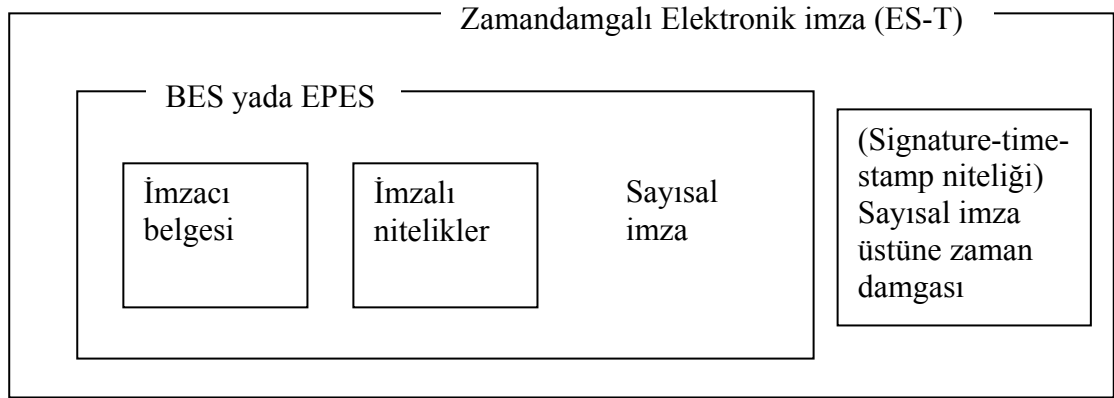 Zamandamgalı Elektronik imza (ES-T)
BES yada EPES
İmzacı
belgesi
İmzalı
nitelikler
Sayısal
imza
(Signature-time-
stamp niteliği)
Sayısal imza
üstüne zaman
damgası